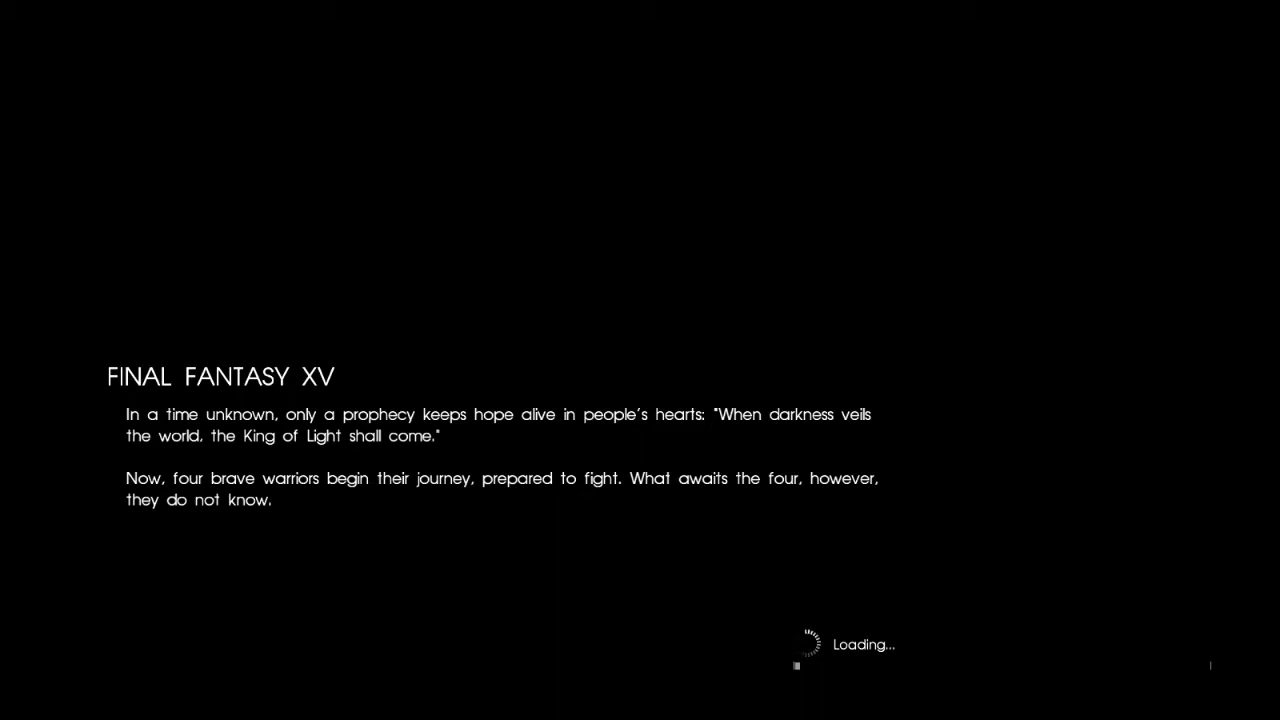 FINAL FANTASY XV
In a time unknown, only a prophecy keeps hope alive in people's hearts: "When darkness veils
the world, the King of Light shall come."
Now, four brave warriors begin their journey, prepared to fight. What awaits the four, however,
they do not know.
Loading...